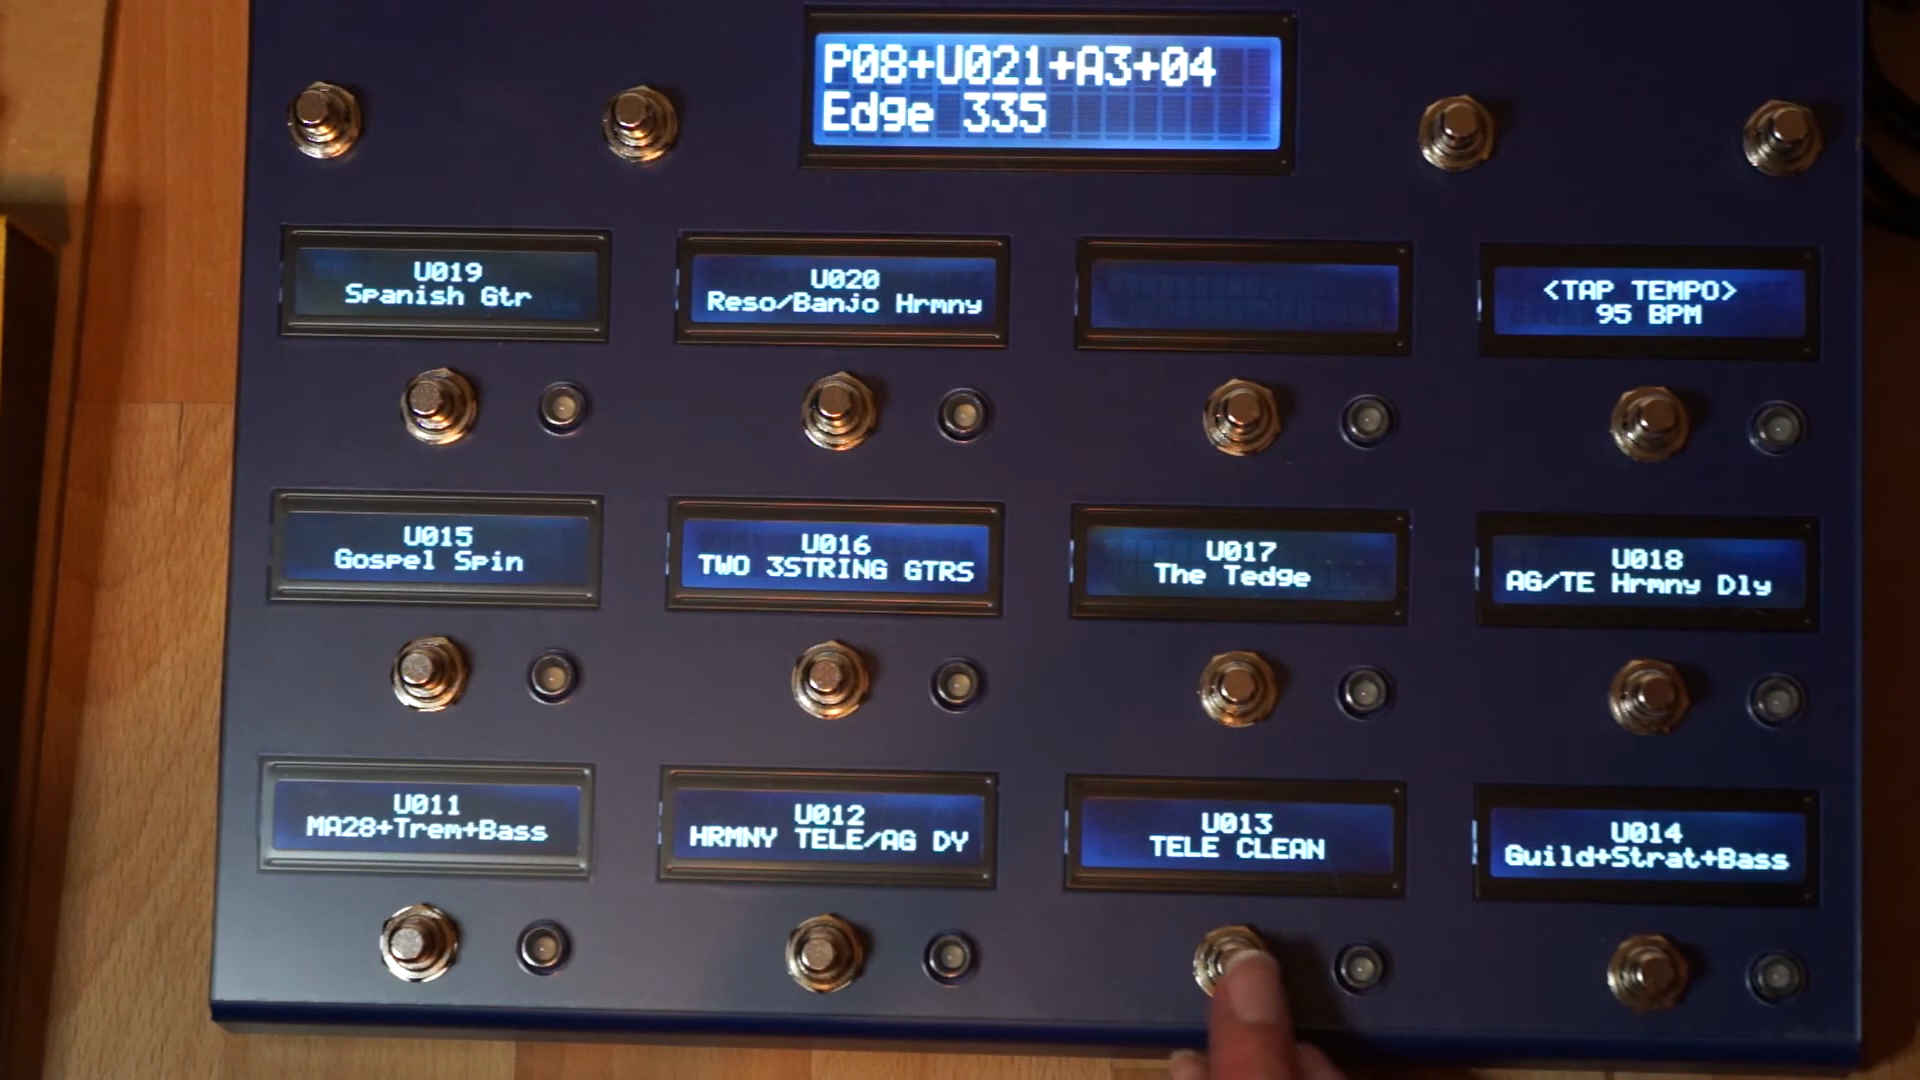 P08+U021+A3+04
Edge 335
U019
Spanish Gtr
U020
Reso/Banjo Hrmny
<TAP TEMPO>
95 BPM
U015
Gospel Spin
U016
TWO 3STRING GTRS
U017
The Tedge
U018
AG/TE Hrmny Dly
U011
MA28+Trem+Bass
U012
HRMNY TELE/AG DY
U013
TELE CLEAN
U014
Guild+Strat+Bass